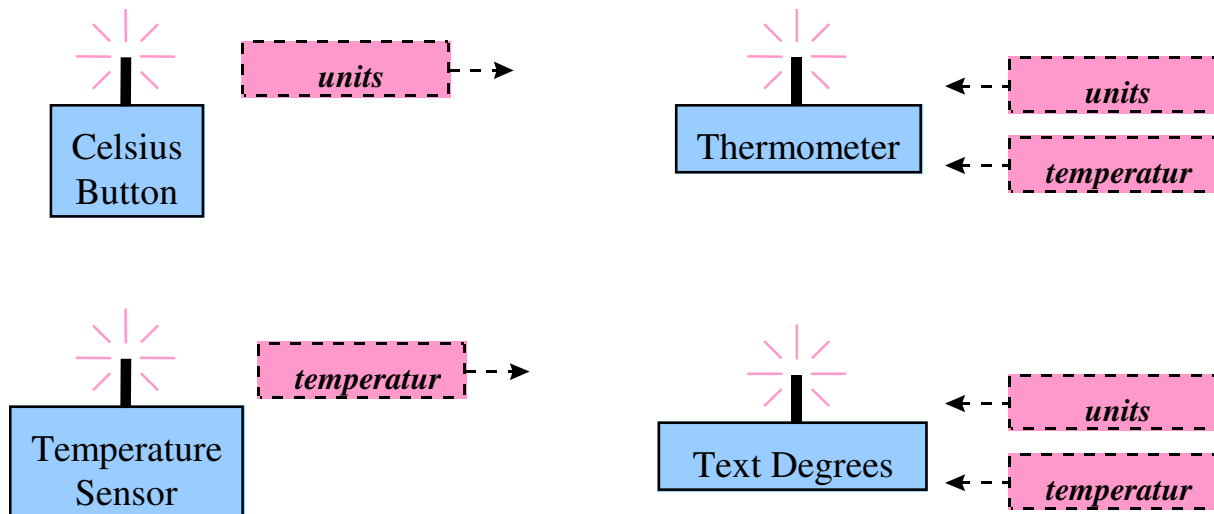 units
Celsius
Button
units
Thermometer
temperatur
temperatur
Temperature
Sensor
units
Text Degrees
temperatur